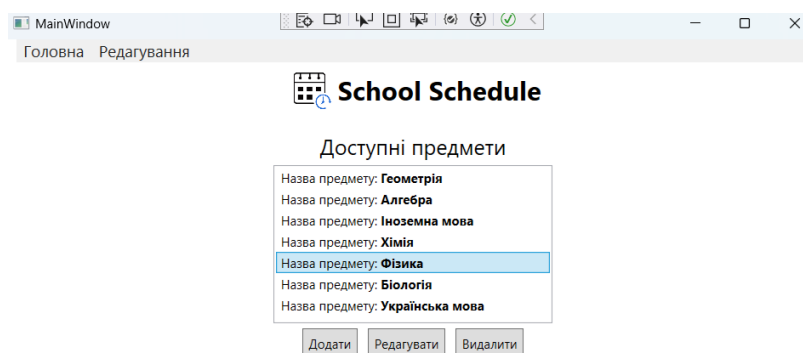 MainWindow
Головна Редагування
School Schedule
Доступні предмети
Назва предмету: Геометрія
Назва предмету: Алгебра
Назва предмету: Іноземна мова
Назва предмету: Хімія
Назва предмету: Фізика
Назва предмету: Біологія
Назва предмету: Українська мова
Додати Редагувати Видалити